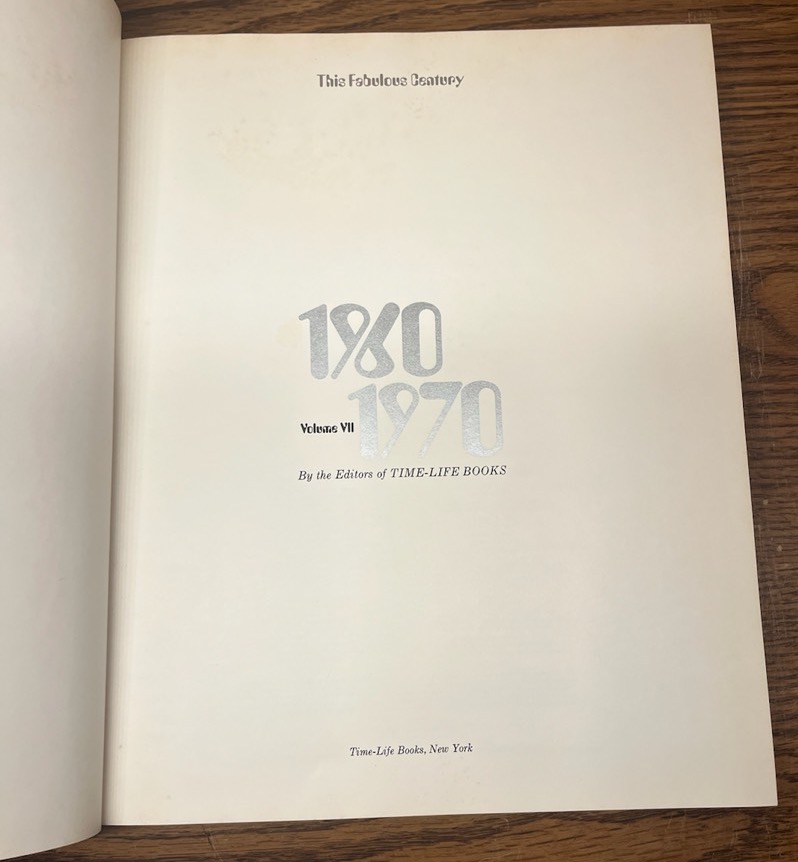 This Fabulous Century
1960
1970
Volume VII
By the Editors of TIME-LIFE BOOKS
Time-Life Books, New York